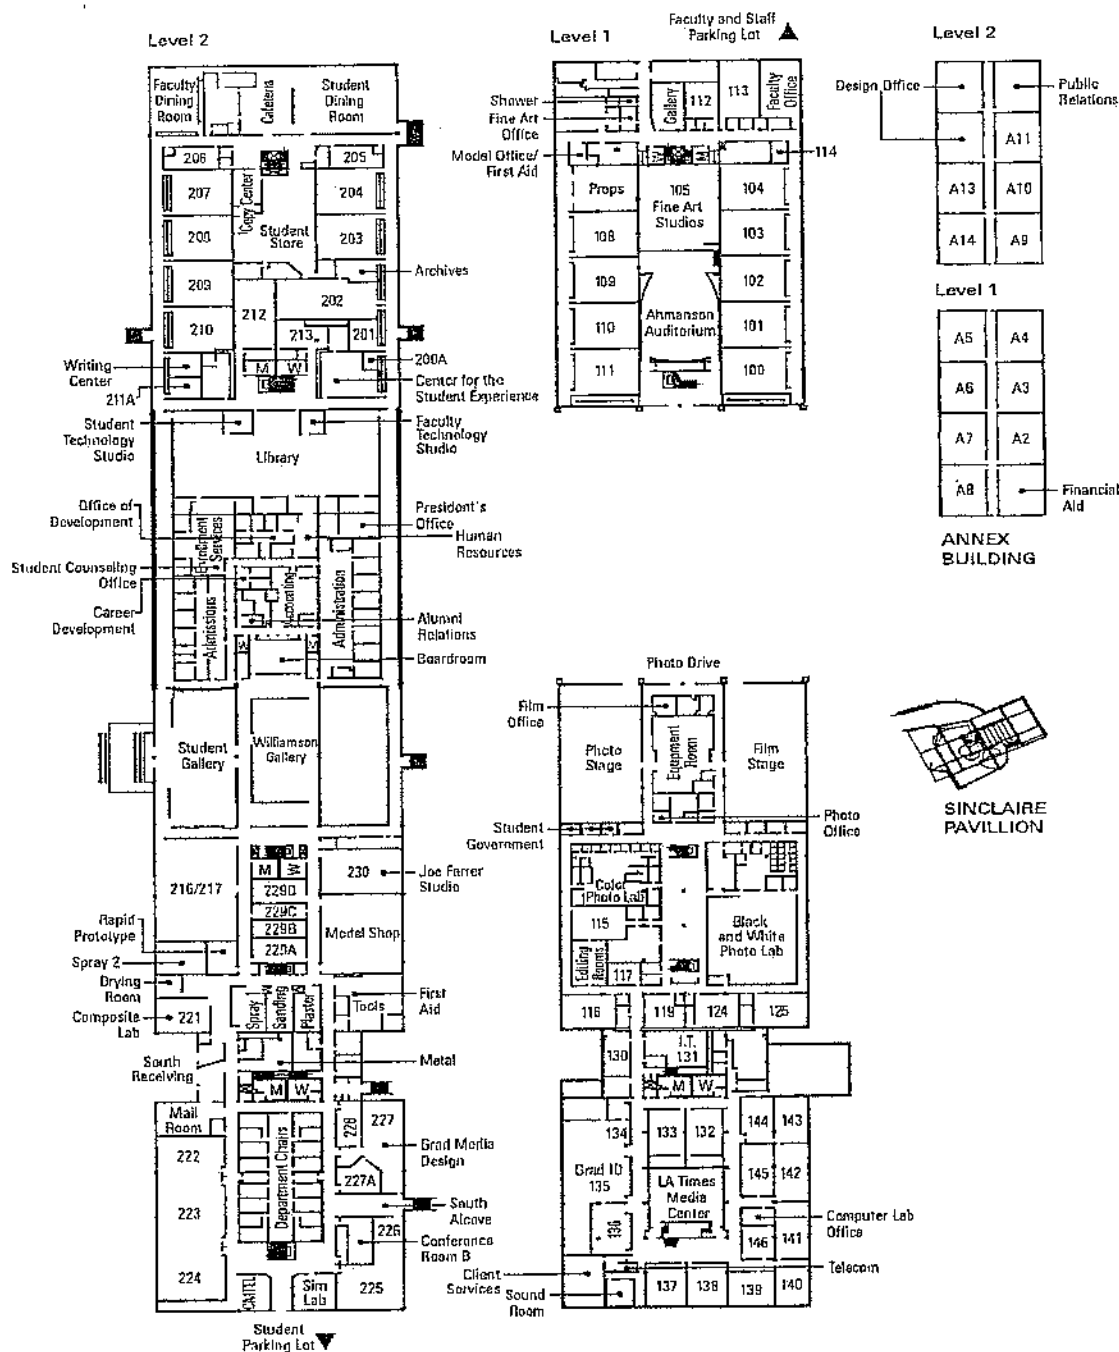 Level 2
Faculty
Dining
Room
Cafeteria
Student
Dining
Room
206
205
207
Copy Center
204
208
Student
Store
203
209
Archives
202
212
210
213
201
Writing
Center
M
W
200A
211A
Center for the
Student Experience
Student
Technology
Studio
Faculty
Technology
Studio
Library
Office of
Development
Enrollment
Services
President's
Office
Human
Resources
Student Counseling
Office
Career
Development
Admissions
Accounting
Administration
Alumni
Relations
Boardroom
Student
Gallery
Williamson
Gallery
216/217
M
W
230
Joe Farrer
Studio
229D
229C
229B
229A
Model Shop
Rapid
Prototype
Spray 2
Drying
Room
Composite
Lab
221
Spray
Sanding
Plaster
Tools
First
Aid
South
Receiving
Metal
M
W
Mail
Room
222
223
224
Department Chairs
228
227
Grad Media
Design
227A
South
Alcove
226
Conference
Room B
225
Sim
Lab
Student
Parking Lot
Level 1
Faculty and Staff
Parking Lot
Shower
Fine Art
Office
Gallery
112
113
Faculty
Office
Model Office/
First Aid
M
114
Props
105
Fine Art
Studios
104
108
103
109
102
110
Ahmanson
Auditorium
101
111
100
Photo Drive
Film
Office
Photo
Stage
Equipment
Room
Film
Stage
Student
Government
Photo
Office
Color
Photo Lab
115
Editing
Rooms
117
Black
and White
Photo Lab
116
119
124
125
130
I.T.
131
M
W
134
133
132
144
143
Grad ID
135
LA Times
Media
Center
145
142
136
Computer Lab
Office
146
141
Client
Services
Telecom
Sound
Room
137
138
139
140
Level 2
Design Office
Public
Relations
A11
A13
A10
A14
A9
Level 1
A5
A4
A6
A3
A7
A2
A8
Financial
Aid
ANNEX
BUILDING
SINCLAIRE
PAVILLION